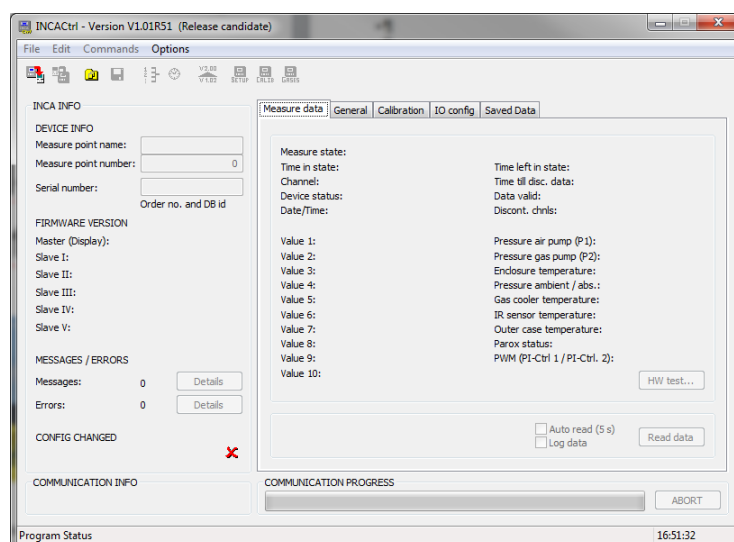 INCACtrl - Version V1.01R51 (Release candidate)
File Edit Commands Options
V2.00
V1.02
SETUP
CALIB
GASES
INCA INFO
DEVICE INFO
Measure point name:
Measure point number: 0
Serial number:
Order no. and DB id
FIRMWARE VERSION
Master (Display):
Slave I:
Slave II:
Slave III:
Slave IV:
Slave V:
MESSAGES / ERRORS
Messages: 0 Details
Errors: 0 Details
CONFIG CHANGED
Measure data General Calibration IO config Saved Data
Measure state:
Time in state: Time left in state:
Channel: Time till disc. data:
Device status: Data valid:
Date/Time: Discont. chnls:
Value 1: Pressure air pump (P1):
Value 2: Pressure gas pump (P2):
Value 3: Enclosure temperature:
Value 4: Pressure ambient / abs.:
Value 5: Gas cooler temperature:
Value 6: IR sensor temperature:
Value 7: Outer case temperature:
Value 8: Parox status:
Value 9: PWM (PI-Ctrl 1 / PI-Ctrl. 2):
Value 10:
HW test...
Auto read (5 s)
Log data
Read data
COMMUNICATION INFO
COMMUNICATION PROGRESS
ABORT
Program Status 16:51:32